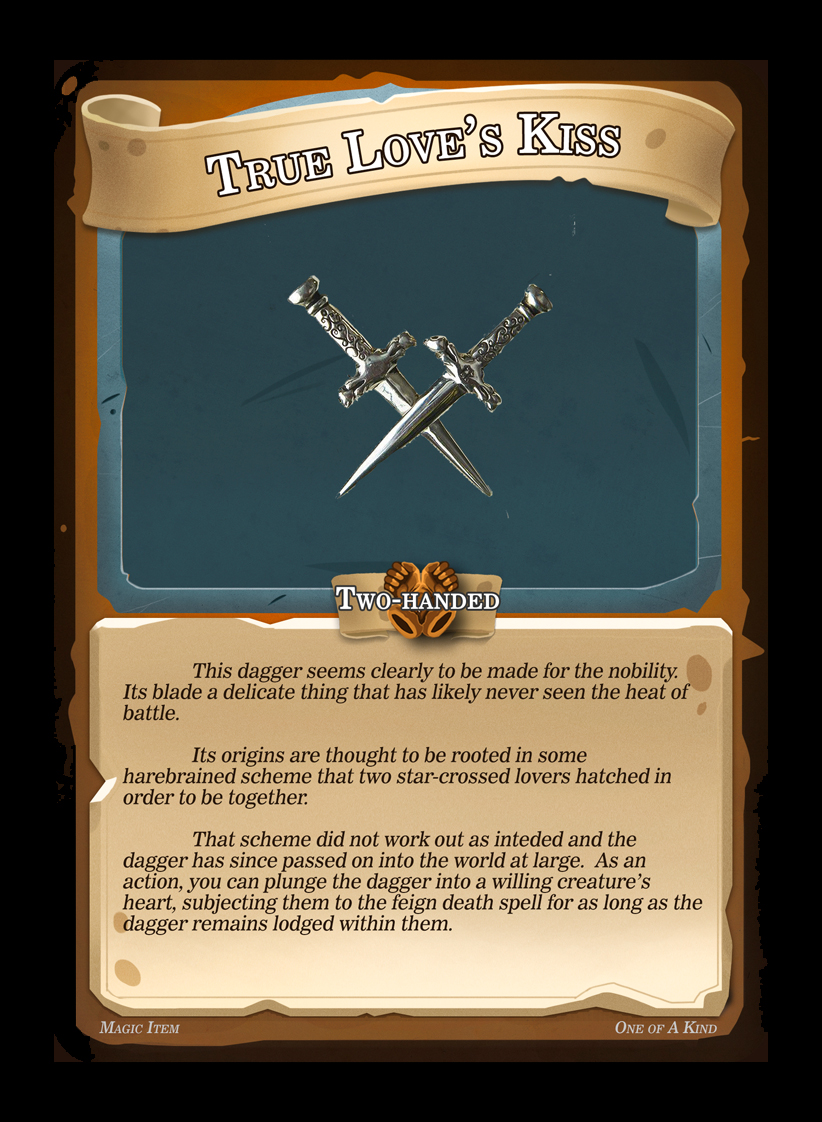 True Love's Kiss
Two-handed
This dagger seems clearly to be made for the nobility.
Its blade a delicate thing that has likely never seen the heat of
battle.
Its origins are thought to be rooted in some
harebrained scheme that two star-crossed lovers hatched in
order to be together.
That scheme did not work out as inteded and the
dagger has since passed on into the world at large.  As an
action, you can plunge the dagger into a willing creature's
heart, subjecting them to the feign death spell for as long as the
dagger remains lodged within them.
Magic Item
One of A Kind